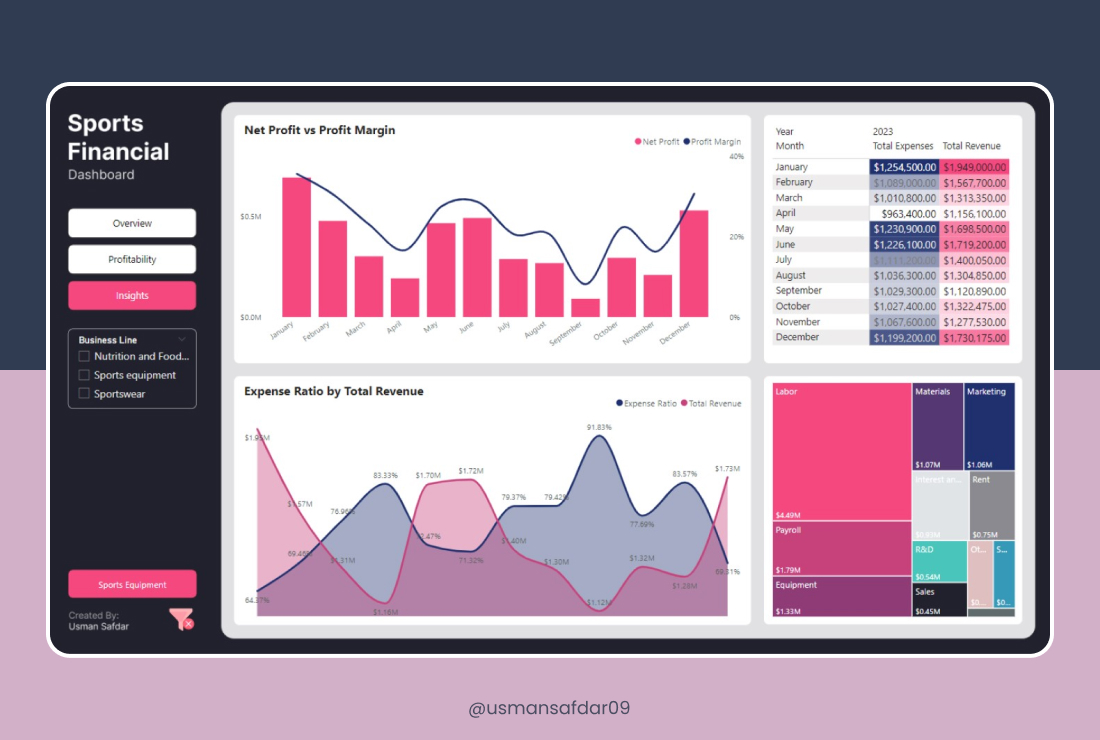 Sports
Financial
Dashboard
Overview
Profitability
Insights
Business Line
Nutrition and Food...
Sports equipment
Sportswear
Sports Equipment
Created By:
Usman Safdar
Net Profit vs Profit Margin
Net Profit Profit Margin
40%
$0.5M
20%
$0.0M
0%
January February March April May June July August September October November December
Year 2023
Month Total Expenses Total Revenue
January $1,254,500.00 $1,949,000.00
February $1,089,000.00 $1,567,700.00
March $1,010,800.00 $1,313,350.00
April $963,400.00 $1,156,100.00
May $1,230,900.00 $1,698,500.00
June $1,226,100.00 $1,719,200.00
July $1,111,200.00 $1,400,050.00
August $1,036,300.00 $1,304,850.00
September $1,029,300.00 $1,120,890.00
October $1,027,400.00 $1,322,475.00
November $1,067,600.00 $1,277,530.00
December $1,199,200.00 $1,730,175.00
Expense Ratio by Total Revenue
Expense Ratio Total Revenue
91.83%
$1.95M
83.33%
$1.70M
$1.72M
83.57%
$1.73M
$1.57M
76.96%
79.37%
79.42%
77.69%
72.47%
$1.40M
69.46%
$1.31M
71.32%
$1.30M
$1.32M
$1.28M
69.31%
64.37%
$1.16M
$1.12M
Labor
$4.49M
Payroll
$1.79M
Equipment
$1.33M
Materials
$1.07M
Marketing
$1.06M
Interest an...
Rent
$0.75M
R&D
$0.54M
Sales
$0.45M
Ot...
$0...
S...
$0...
@usmansafdar09